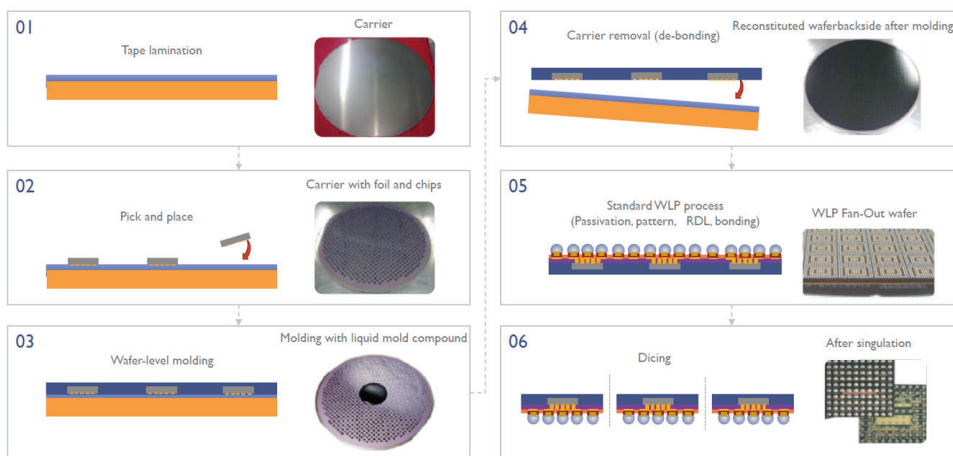 01
Tape lamination
Carrier
02
Pick and place
Carrier with foil and chips
03
Wafer-level molding
Molding with liquid mold compound
04
Carrier removal (de-bonding)
Reconstituted waferbackside after molding
05
Standard WLP process
(Passivation, pattern, RDL, bonding)
WLP Fan-Out wafer
06
Dicing
After singulation